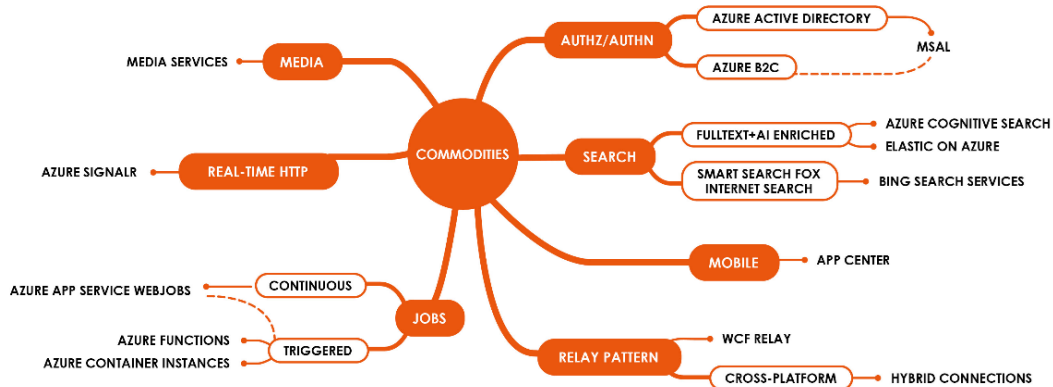 COMMODITIES
MEDIA
MEDIA SERVICES
REAL-TIME HTTP
AZURE SIGNALR
JOBS
CONTINUOUS
AZURE APP SERVICE WEBJOBS
TRIGGERED
AZURE FUNCTIONS
AZURE CONTAINER INSTANCES
AUTHZ/AUTHN
AZURE ACTIVE DIRECTORY
AZURE B2C
MSAL
SEARCH
FULLTEXT+AI ENRICHED
AZURE COGNITIVE SEARCH
ELASTIC ON AZURE
SMART SEARCH FOX
INTERNET SEARCH
BING SEARCH SERVICES
MOBILE
APP CENTER
RELAY PATTERN
WCF RELAY
CROSS-PLATFORM
HYBRID CONNECTIONS